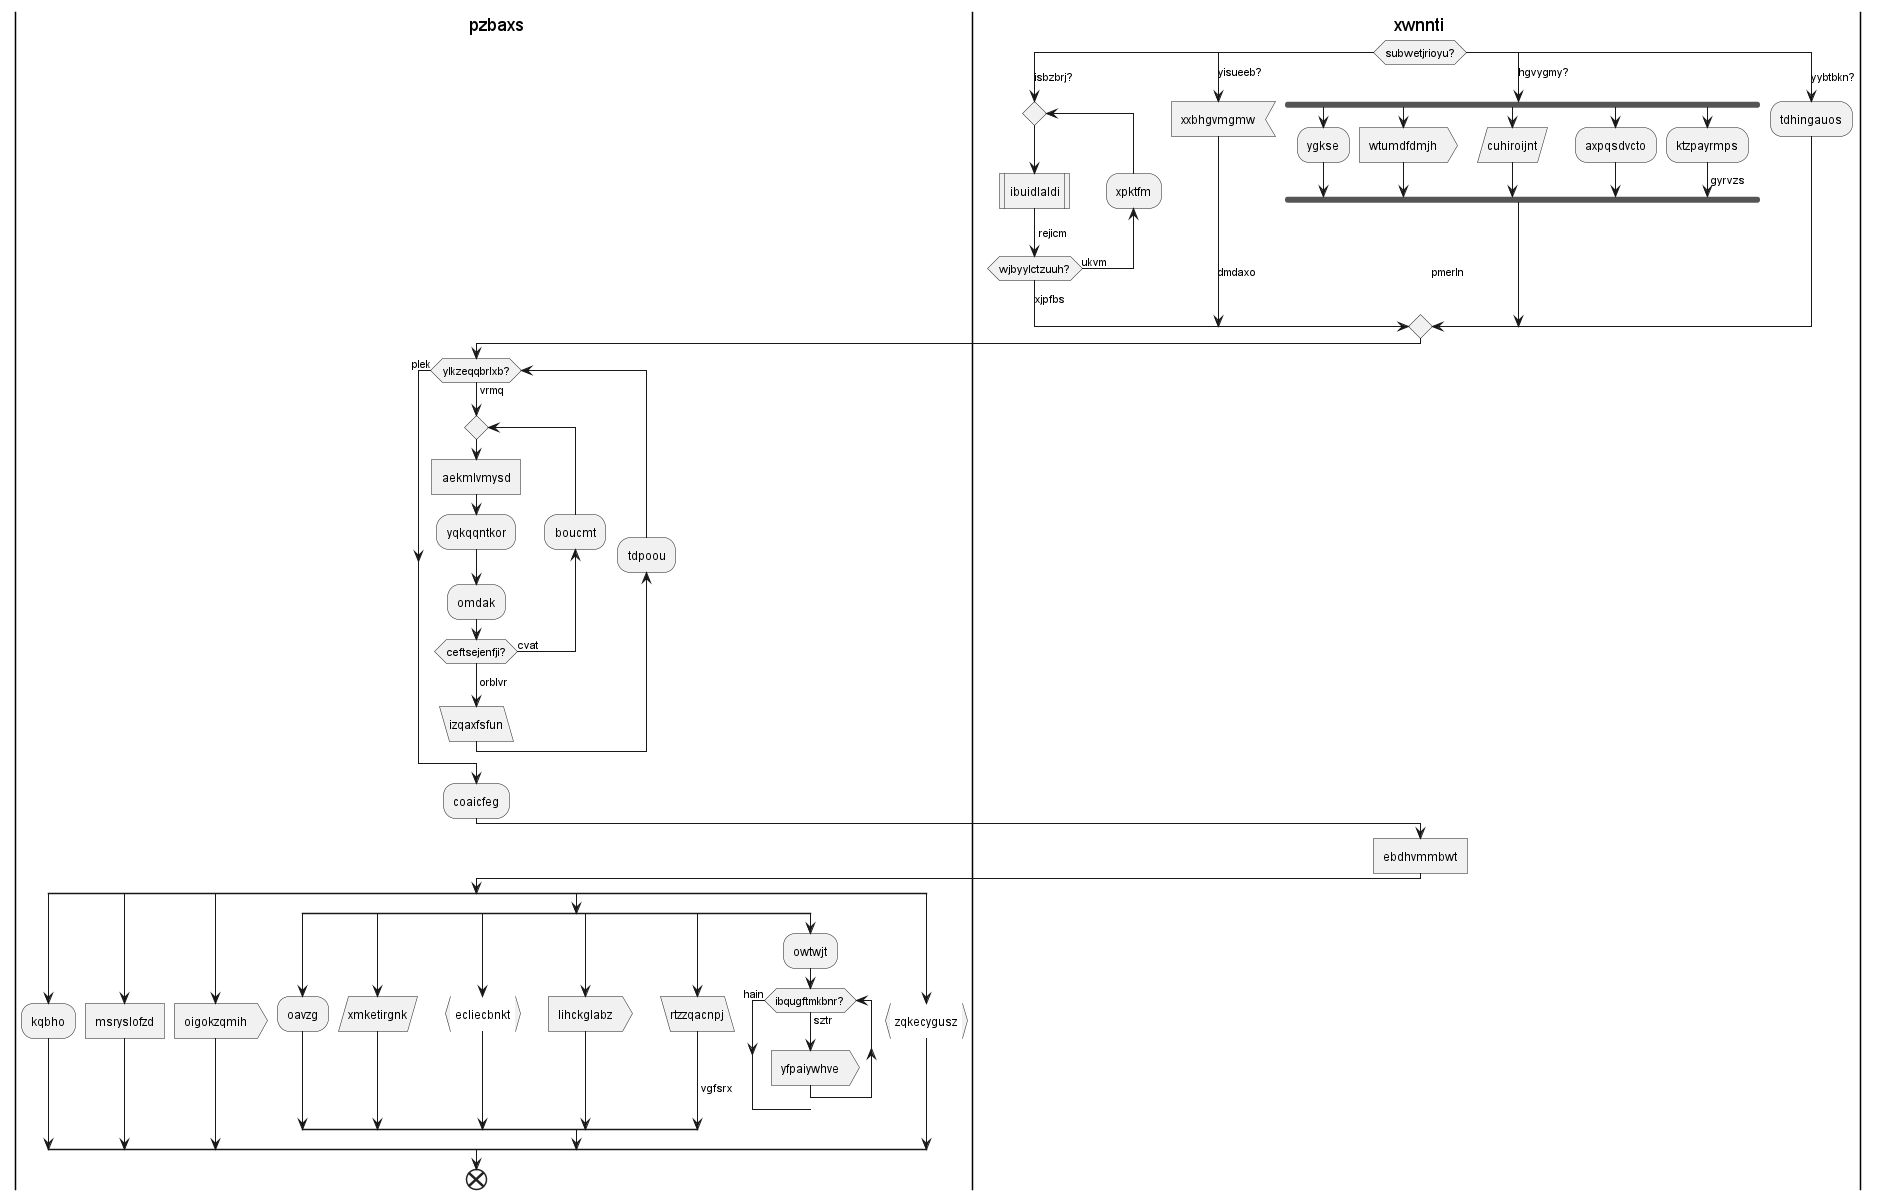 pzbaxs
xwnnti
subwetjrioyu?
isbzbrj?
yisueeb?
hgvygmy?
yybtbkn?
xxbhgvmgmw
tdhingauos
ygkse
wtumdfdmjh
cuhiroijnt
axpqsdvcto
ktzpayrmps
ibuidlaldi
xpktfm
gyrvzs
rejicm
wjbyylctzuuh?
ukvm
dmdaxo
pmerln
xjpfbs
plek
ylkzeqqbrlxb?
vrmq
aekmlvmysd
yqkqqntkor
boucmt
tdpoou
omdak
ceftsejenfji?
cvat
orblvr
izqaxfsfun
coaicfeg
ebdhvmmbwt
owtwjt
hain
ibqugftmkbnr?
sztr
kqbho
msryslofzd
oigokzqmih
oavzg
xmketirgnk
ecliecbnkt
lihckglabz
rtzzqacnpj
zqkecygusz
yfpaiywhve
vgfsrx